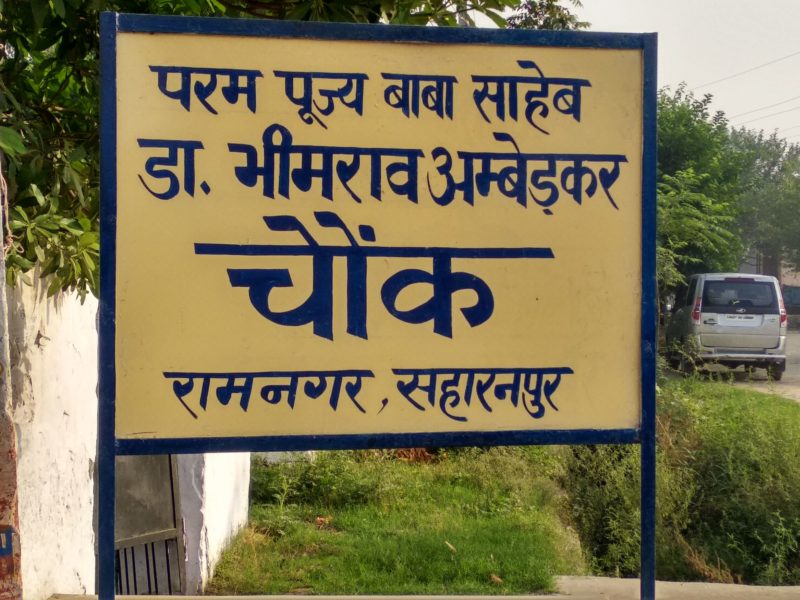 परम पूज्य बाबा साहेब
डा. भीमराव अम्बेड़कर
चौंक
रामनगर, सहारनपुर